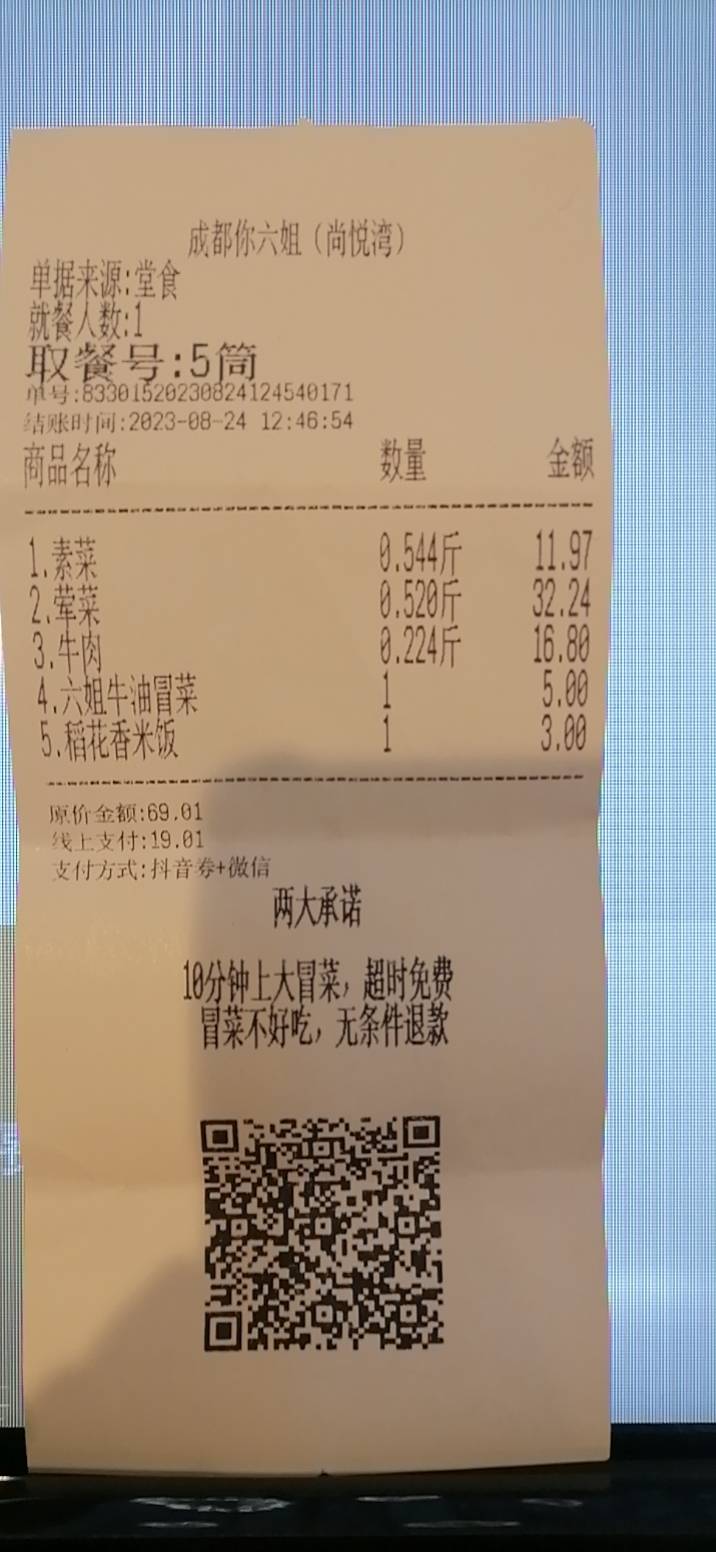 成都你六姐（尚悦湾）
单据来源:堂食
就餐人数:1
取餐号:5筒
单号:83301520230824124540171
结账时间:2023-08-24 12:46:54
商品名称 数量 金额
1.素菜 0.544斤 11.97
2.荤菜 0.520斤 32.24
3.牛肉 0.224斤 16.80
4.六姐牛油冒菜 1 5.00
5.稻花香米饭 1 3.00
原价金额:69.01
线上支付:19.01
支付方式:抖音券+微信
两大承诺
10分钟上大冒菜，超时免费
冒菜不好吃，无条件退款